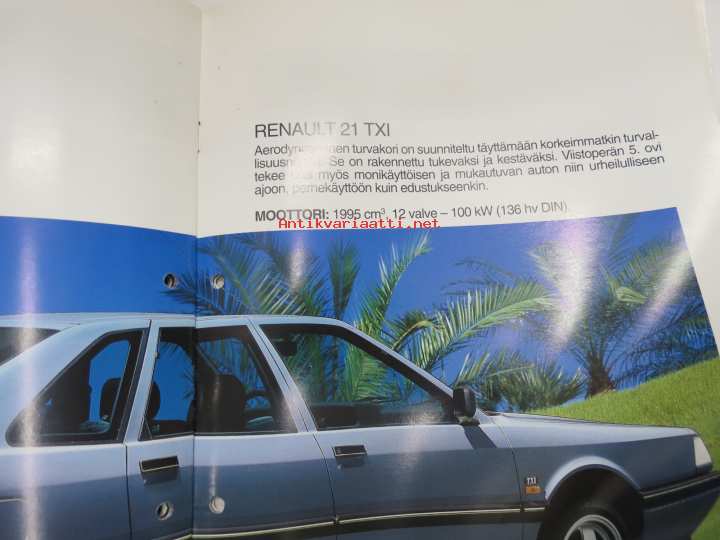 RENAULT 21 TXI
turvakori on suunniteltu täyttämään korkeimmatkin turval-
Se on rakennettu tukevaksi ja kestäväksi. Viistoperän 5. ovi
tekee myös monikäyttöisen ja mukautuvan auton niin urheilulliseen
ajoon, perhekäyttöön kuin edustukseenkin.
MOOTTORI: 1995 cm³, 12 valve – 100 kW (136 hv DIN).
Antikvariaatti.net
TXI